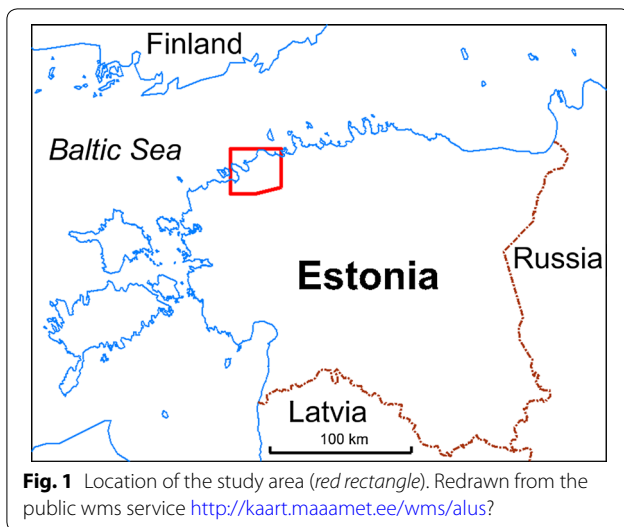 Finland
Baltic Sea
Russia
Estonia
Latvia
100 km
Fig. 1 Location of the study area (red rectangle). Redrawn from the
public wms service http://kaart.maaamet.ee/wms/alus?